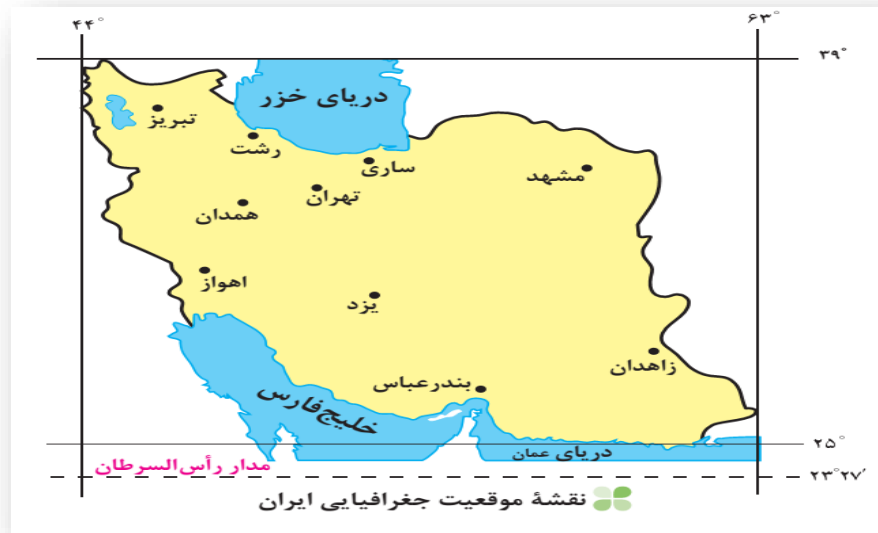 ۴۴°
۶۳°
۳۹°
دریای خزر
تبریز
رشت
ساری
مشهد
تهران
همدان
اهواز
یزد
زاهدان
بندرعباس
خلیج‌فارس
دریای عمان
۲۵°
مدار رأس‌السرطان
۲۳°۲۷′
نقشۀ موقعیت جغرافیایی ایران